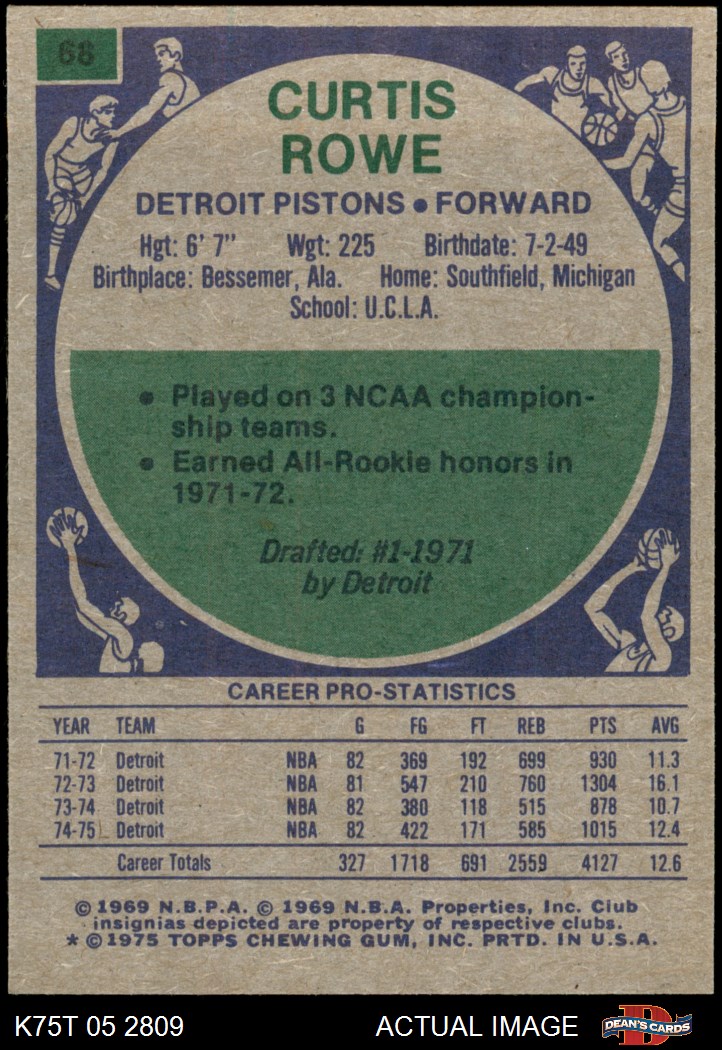 68
CURTIS
ROWE
DETROIT PISTONS • FORWARD
Hgt: 6' 7" Wgt: 225 Birthdate: 7-2-49
Birthplace: Bessemer, Ala. Home: Southfield, Michigan
School: U.C.L.A.
• Played on 3 NCAA champion-
ship teams.
• Earned All-Rookie honors in
1971-72.
Drafted: #1-1971
by Detroit
CAREER PRO-STATISTICS
YEAR TEAM G FG FT REB PTS AVG
71-72 Detroit NBA 82 369 192 699 930 11.3
72-73 Detroit NBA 81 547 210 760 1304 16.1
73-74 Detroit NBA 82 380 118 515 878 10.7
74-75 Detroit NBA 82 422 171 585 1015 12.4
Career Totals 327 1718 691 2559 4127 12.6
© 1969 N.B.P.A. © 1969 N.B.A. Properties, Inc. Club
insignias depicted are property of respective clubs.
* © 1975 TOPPS CHEWING GUM, INC. PRTD. IN U.S.A.
K75T 05 2809 ACTUAL IMAGE D DEAN'S CARDS